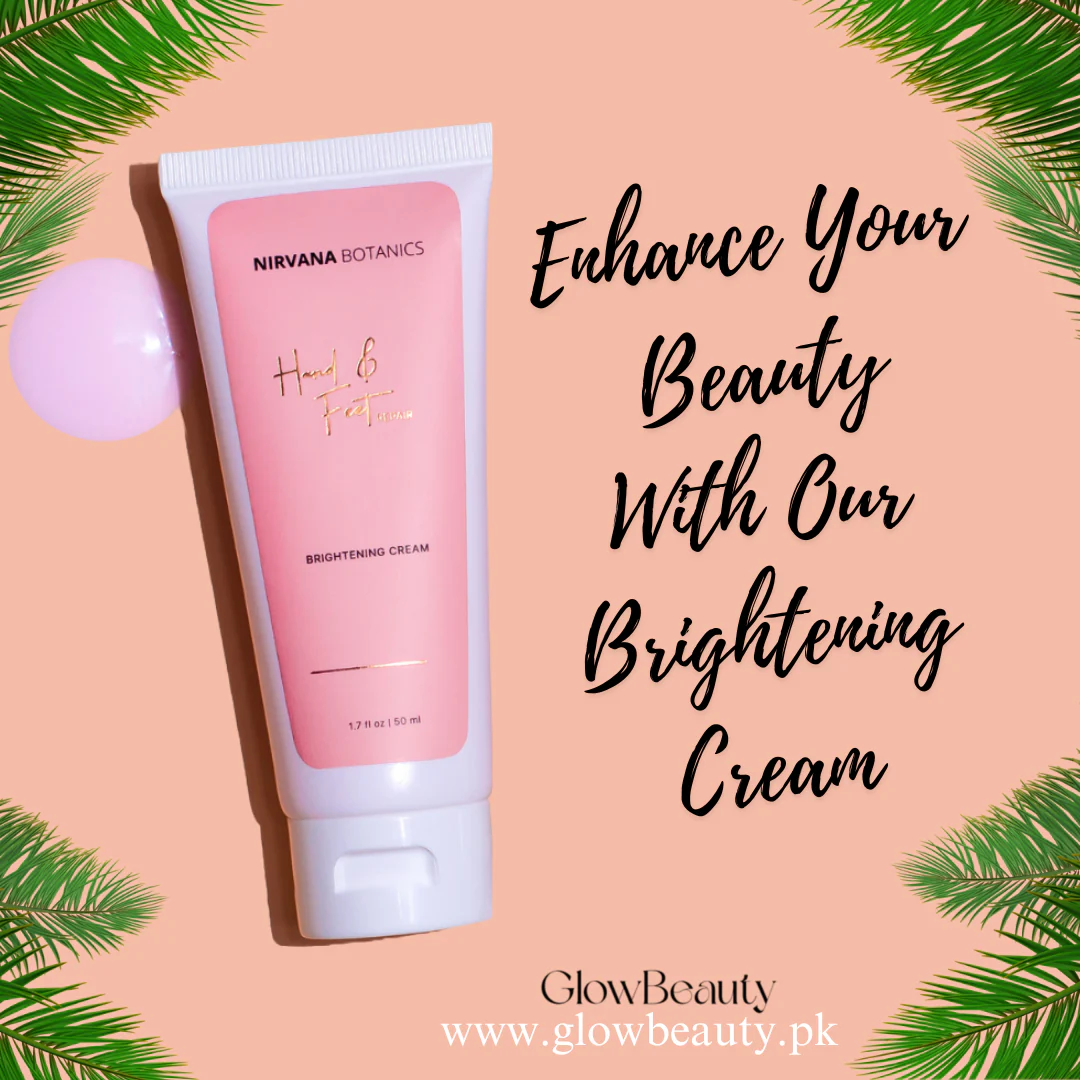 NIRVANA BOTANICS
Hand &
Feet REPAIR
BRIGHTENING CREAM
1.7 fl oz | 50 ml
Enhance Your
Beauty
With Our
Brightening
Cream
GlowBeauty
www.glowbeauty.pk